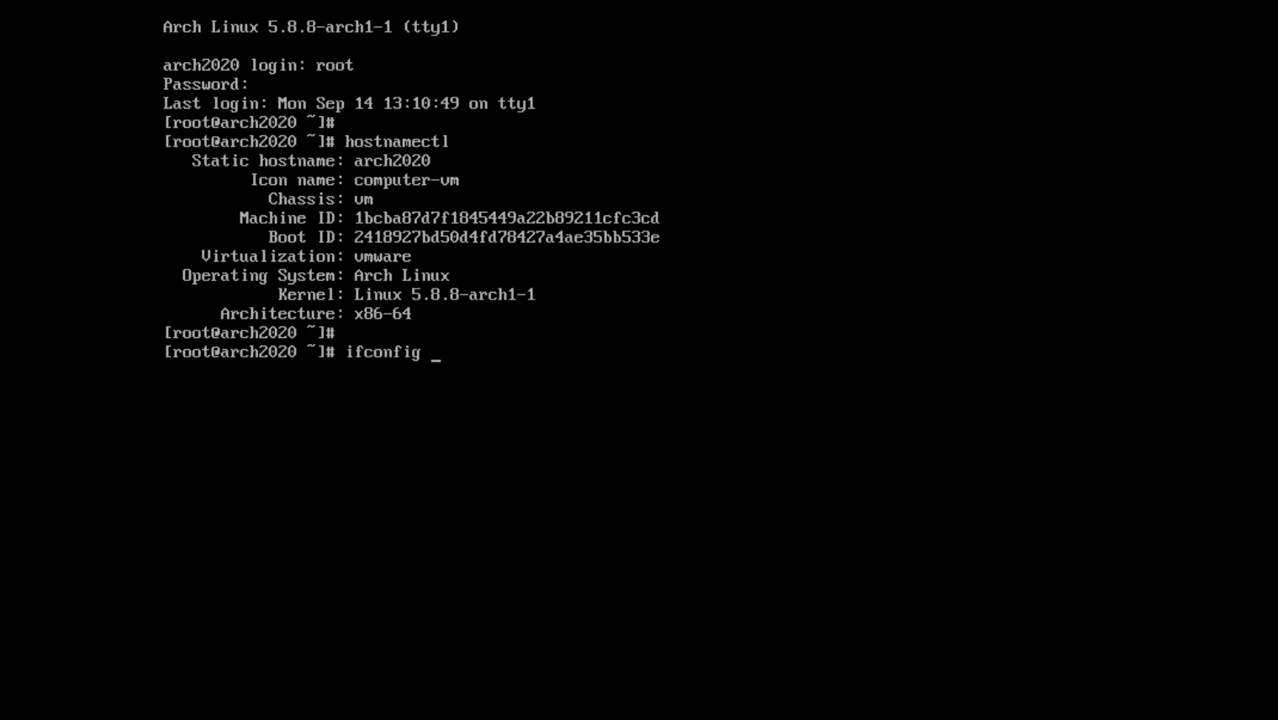 Arch Linux 5.8.8-arch1-1 (tty1)
arch2020 login: root
Password:
Last login: Mon Sep 14 13:10:49 on tty1
[root@arch2020 ~]#
[root@arch2020 ~]# hostnamectl
Static hostname: arch2020
Icon name: computer-vm
Chassis: vm
Machine ID: 1bcba87d7f1845449a22b89211cfc3cd
Boot ID: 2418927bd50d4fd78427a4ae35bb533e
Virtualization: vmware
Operating System: Arch Linux
Kernel: Linux 5.8.8-arch1-1
Architecture: x86-64
[root@arch2020 ~]#
[root@arch2020 ~]# ifconfig _